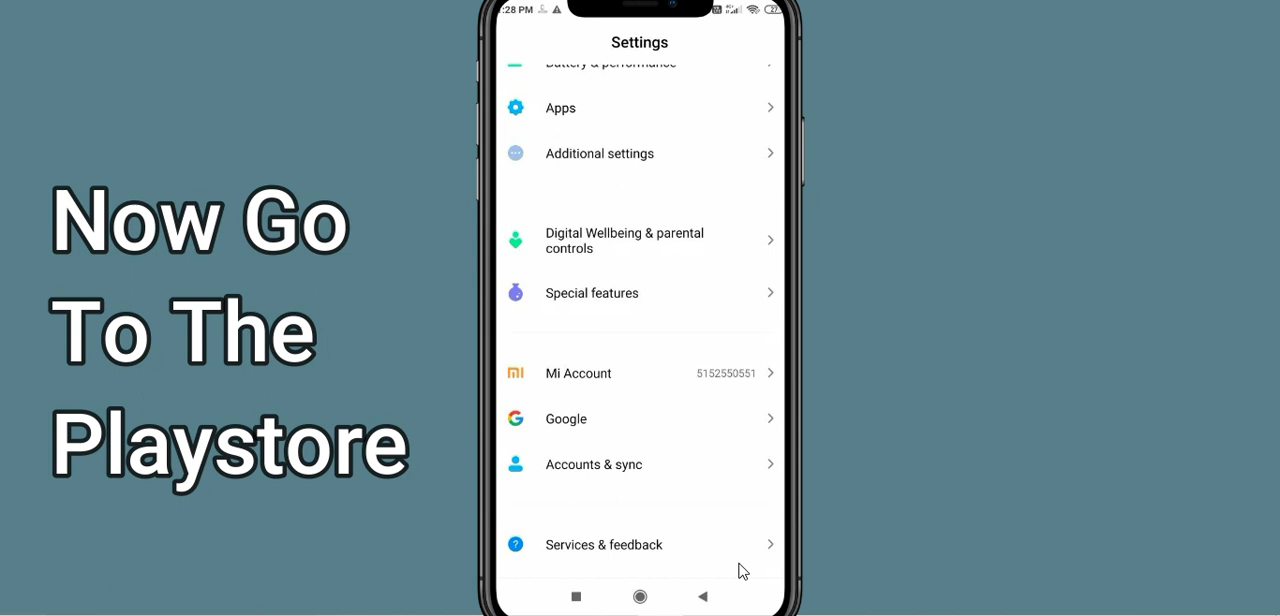 :28 PM
27
Settings
Battery & performance
Apps
Additional settings
Digital Wellbeing & parental
controls
Special features
Mi Account 5152550551
Google
Accounts & sync
Services & feedback
Now Go
To The
Playstore